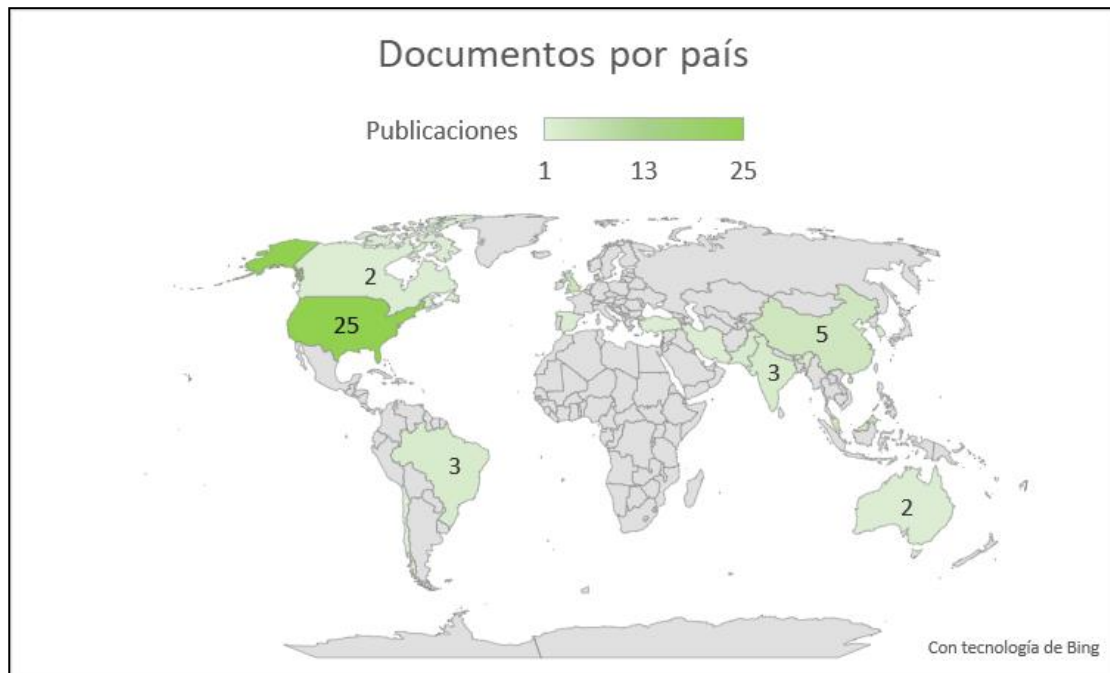 Documentos por país
Publicaciones
1 13 25
2
25
5
3
3
2
Con tecnología de Bing